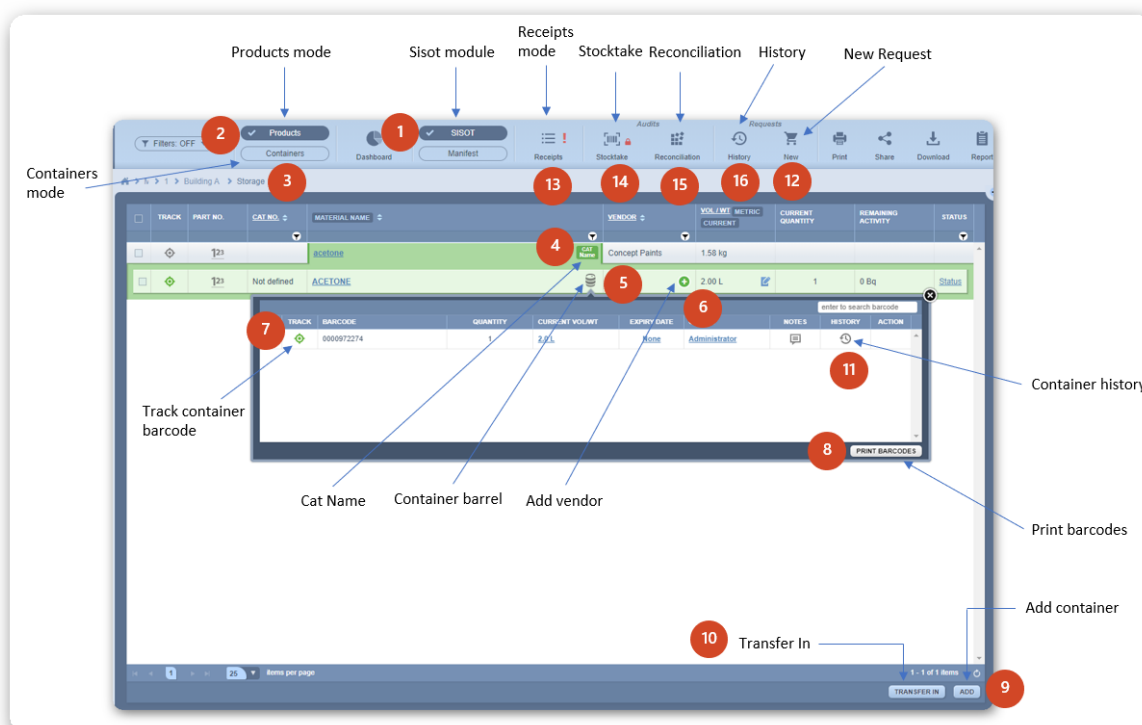 Receipts
mode
Products mode
Sisot module
Stocktake
Reconciliation
History
New Request
Audits
Requests
2
Products
1
SISOT
Filters: OFF
Containers
Dashboard
Manifest
Receipts
Stocktake
Reconciliation
History
New
Print
Share
Download
Report
Containers
mode
1
Building A
Storage
3
13
14
15
16
12
TRACK
PART NO.
CAT NO.
MATERIAL NAME
VENDOR
VOL / WT
METRIC
CURRENT
CURRENT
QUANTITY
REMAINING
ACTIVITY
STATUS
4
123
acetone
CAT
Name
Concept Paints
1.58 kg
123
Not defined
ACETONE
5
2.00 L
1
0 Bq
Status
6
enter to search barcode
7
TRACK
BARCODE
QUANTITY
CURRENT VOL/WT
EXPIRY DATE
NOTES
HISTORY
ACTION
0000972274
1
2.0 L
None
Administrator
11
Container history
Track container
barcode
8
PRINT BARCODES
Cat Name
Container barrel
Add vendor
Print barcodes
Add container
10
Transfer In
1
25
items per page
1 - 1 of 1 items
TRANSFER IN
ADD
9